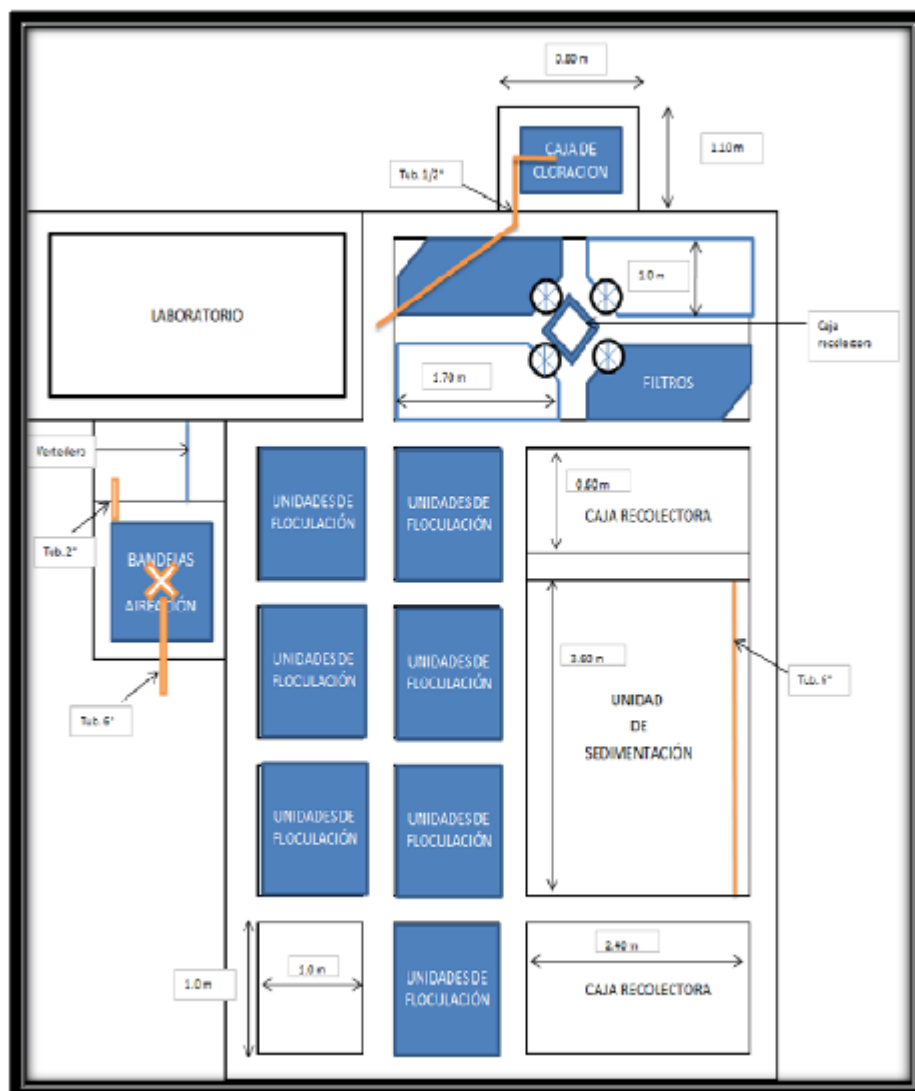 0.80 m
CAJA DE
CLORACION
1.10 m
Tub. 1/2"
LABORATORIO
1.0 m
Caja
recolectora
1.70 m
FILTROS
Vertedero
0.60 m
CAJA RECOLECTORA
UNIDADES DE
FLOCULACIÓN
UNIDADES DE
FLOCULACIÓN
Tub. 2"
BANDEJAS
AIREACIÓN
UNIDADES DE
FLOCULACIÓN
UNIDADES DE
FLOCULACIÓN
3.60 m
UNIDAD
DE
SEDIMENTACIÓN
Tub. 6"
UNIDADES DE
FLOCULACIÓN
UNIDADES DE
FLOCULACIÓN
1.0 m
1.0 m
UNIDADES DE
FLOCULACIÓN
2.40 m
CAJA RECOLECTORA